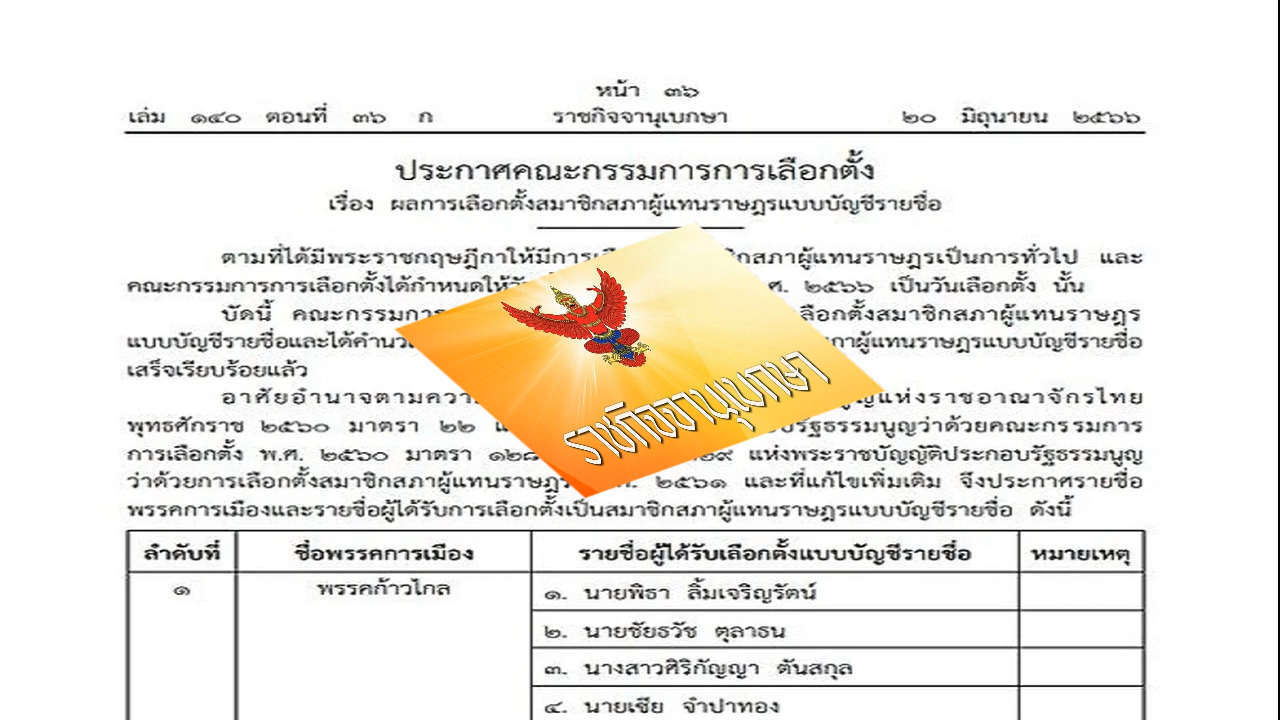 หน้า ๓๖
เล่ม ๑๔๐ ตอนที่ ๓๖ ก ราชกิจจานุเบกษา ๒๐ มิถุนายน ๒๕๖๖
ประกาศคณะกรรมการการเลือกตั้ง
เรื่อง ผลการเลือกตั้งสมาชิกสภาผู้แทนราษฎรแบบบัญชีรายชื่อ
ตามที่ได้มีพระราชกฤษฎีกาให้มีการ กสภาผู้แทนราษฎรเป็นการทั่วไป และ
คณะกรรมการการเลือกตั้งได้กำหนดให้ ศ. ๒๕๖๖ เป็นวันเลือกตั้ง นั้น
บัดนี้ คณะกรรมการ ลือกตั้งสมาชิกสภาผู้แทนราษฎร
แบบบัญชีรายชื่อและได้คำนว าผู้แทนราษฎรแบบบัญชีรายชื่อ
เสร็จเรียบร้อยแล้ว
อาศัยอำนาจตามความ ญแห่งราชอาณาจักรไทย
พุทธศักราช ๒๕๖๐ มาตรา ๒๒ บรัฐธรรมนูญว่าด้วยคณะกรรมการ
การเลือกตั้ง พ.ศ. ๒๕๖๐ มาตรา ๑๒๘ ๒๙ แห่งพระราชบัญญัติประกอบรัฐธรรมนูญ
ว่าด้วยการเลือกตั้งสมาชิกสภาผู้แทนราษฎร ๒๕๖๑ และที่แก้ไขเพิ่มเติม จึงประกาศรายชื่อ
พรรคการเมืองและรายชื่อผู้ได้รับการเลือกตั้งเป็นสมาชิกสภาผู้แทนราษฎรแบบบัญชีรายชื่อ ดังนี้
ราชกิจจานุเบกษา
ลำดับที่ ชื่อพรรคการเมือง รายชื่อผู้ได้รับเลือกตั้งแบบบัญชีรายชื่อ หมายเหตุ
๑ พรรคก้าวไกล ๑. นายพิธา ลิ้มเจริญรัตน์
๒. นายชัยธวัช ตุลาธน
๓. นางสาวศิริกัญญา ตันสกุล
๔. นายเซีย จำปาทอง